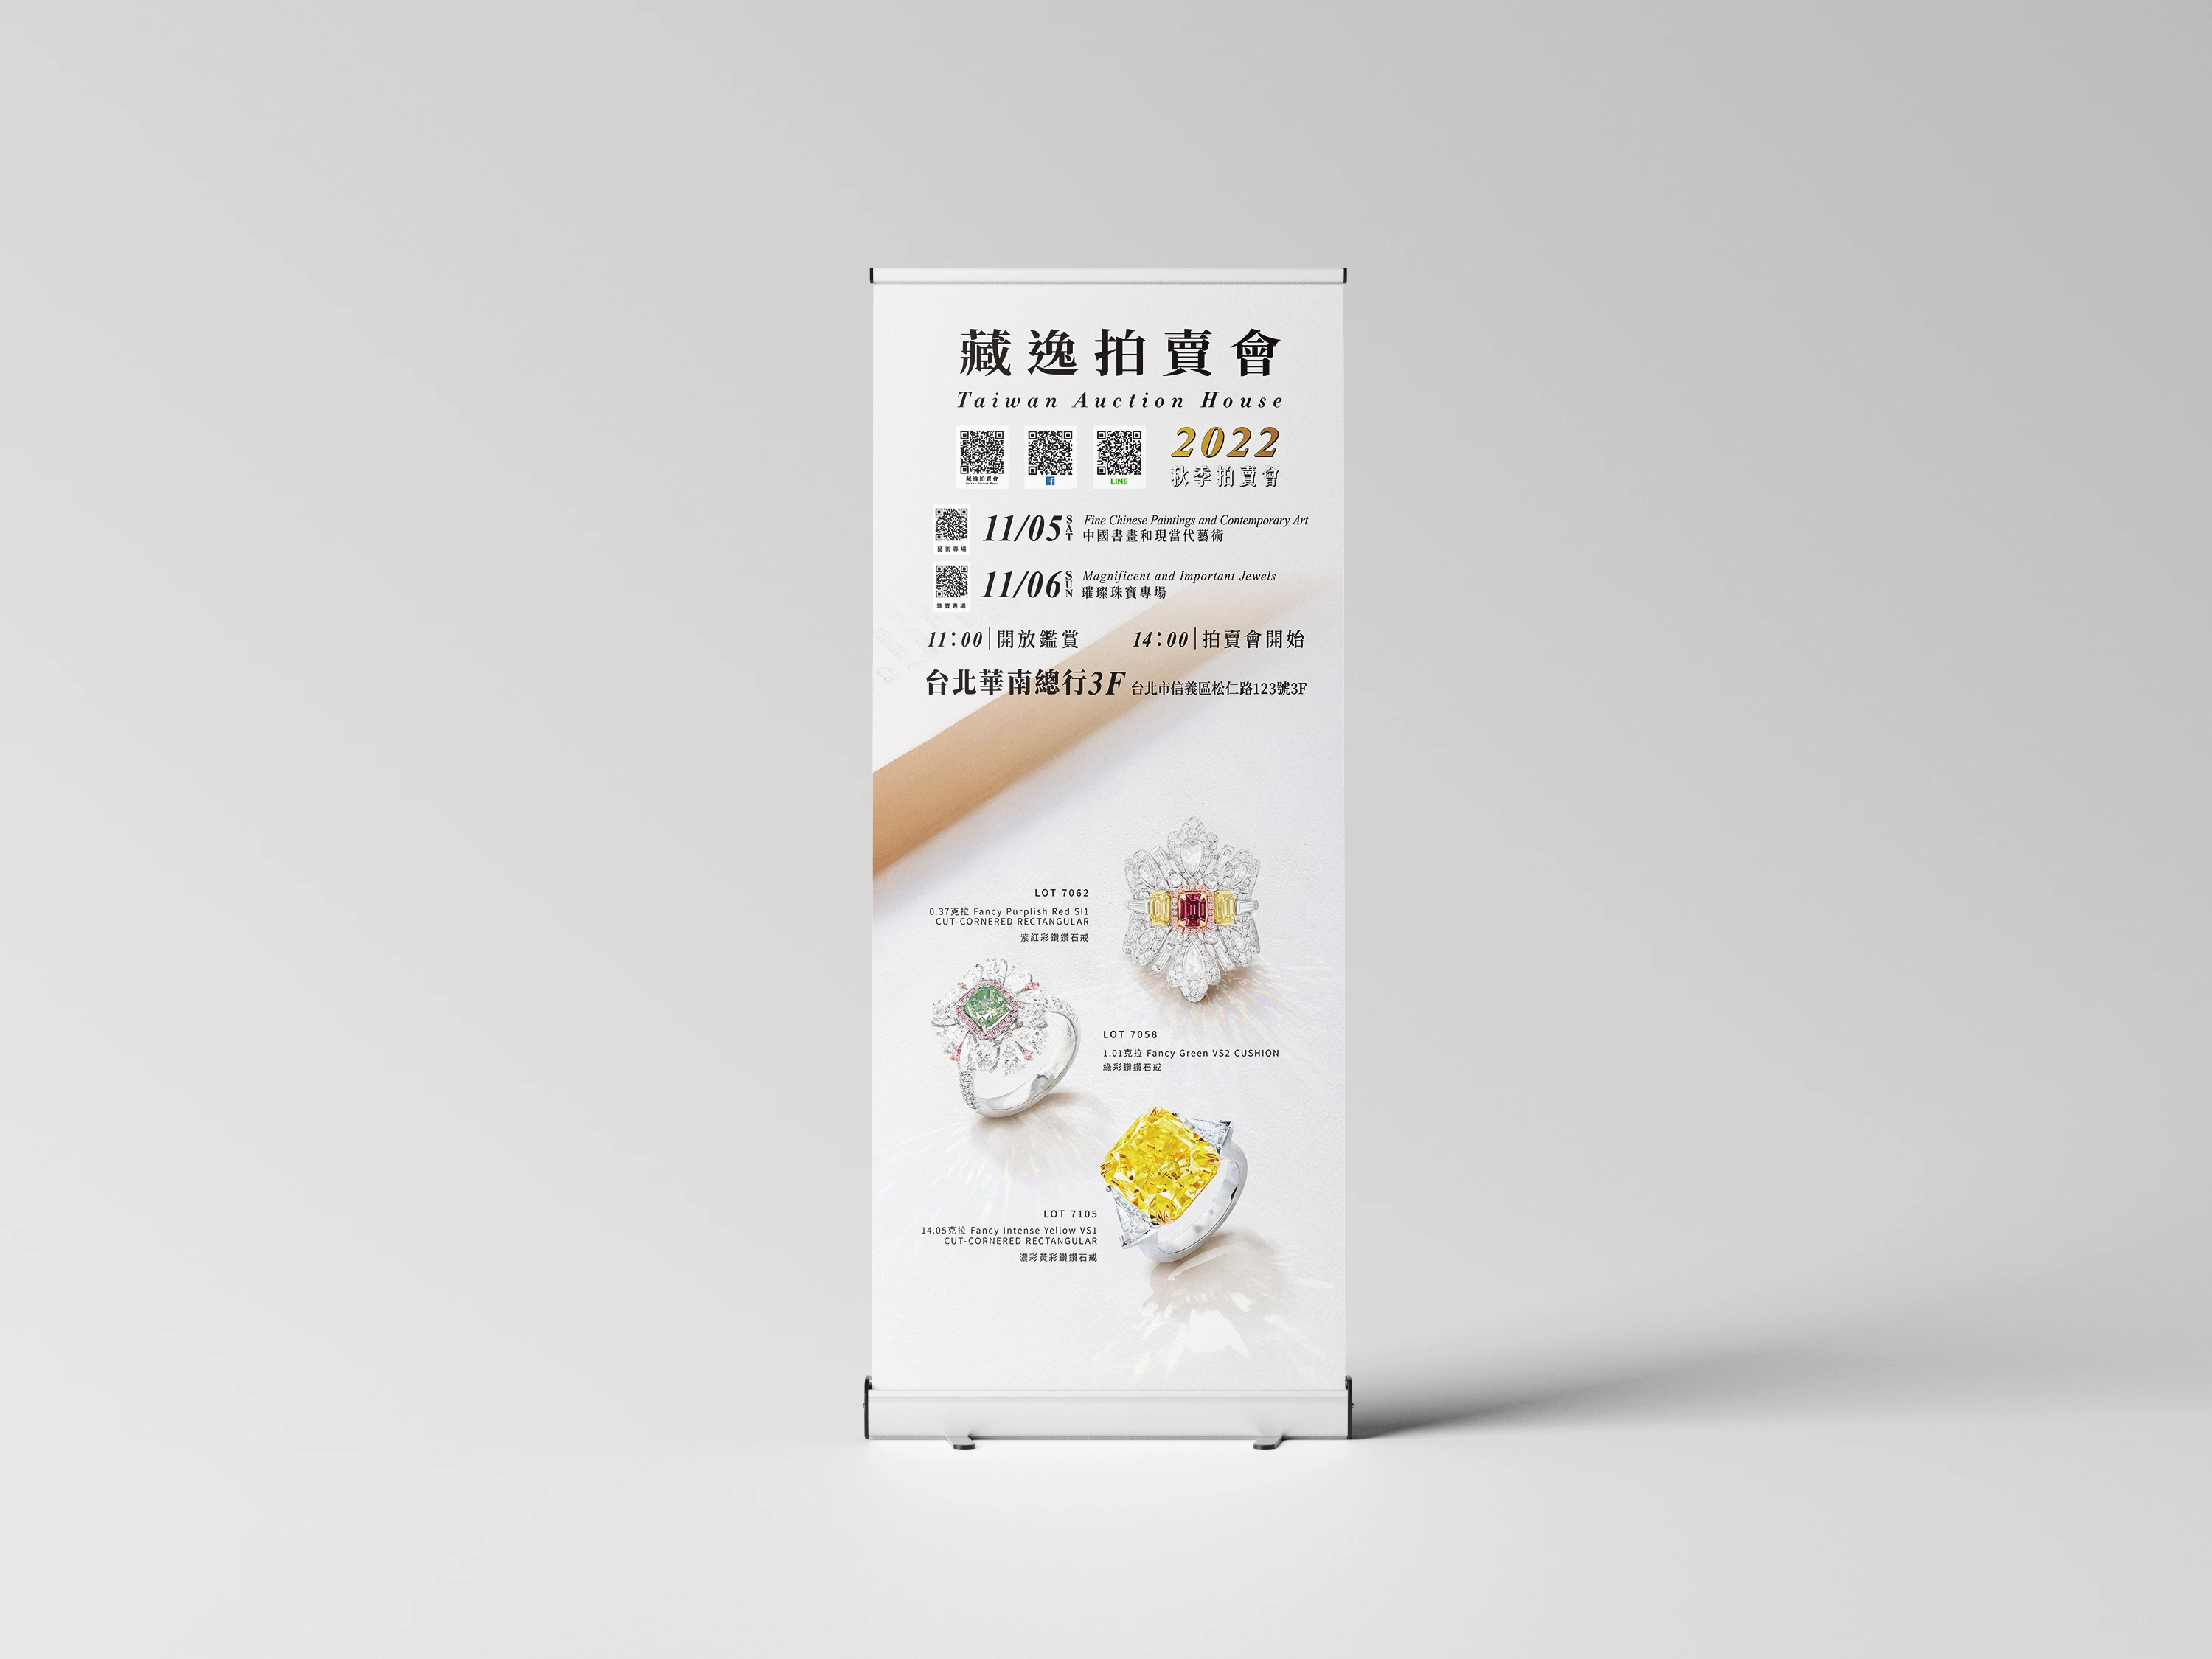 藏逸拍賣會
Taiwan Auction House
2022
秋季拍賣會
藏逸拍賣會
Taiwan Auction House
LINE
11/05 SAT Fine Chinese Paintings and Contemporary Art
中國書畫和現當代藝術
藝術專場
11/06 SUN Magnificent and Important Jewels
璀璨珠寶專場
珠寶專場
11:00|開放鑑賞 14:00|拍賣會開始
台北華南總行3F 台北市信義區松仁路123號3F
LOT 7062
0.37克拉 Fancy Purplish Red SI1
CUT-CORNERED RECTANGULAR
紫紅彩鑽鑽石戒
LOT 7058
1.01克拉 Fancy Green VS2 CUSHION
綠彩鑽鑽石戒
LOT 7105
14.05克拉 Fancy Intense Yellow VS1
CUT-CORNERED RECTANGULAR
濃彩黃彩鑽鑽石戒